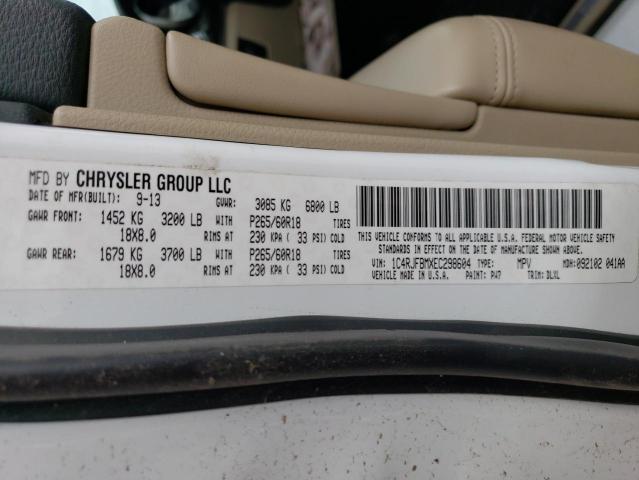 MFD BY CHRYSLER GROUP LLC
DATE OF MFR(BUILT): 9-13 GVWR: 3085 KG 6800 LB
GAWR FRONT: 1452 KG 3200 LB WITH P265/60R18 TIRES
18X8.0 RIMS AT 230 KPA ( 33 PSI) COLD
GAWR REAR: 1679 KG 3700 LB WITH P265/60R18 TIRES
18X8.0 RIMS AT 230 KPA ( 33 PSI) COLD
THIS VEHICLE CONFORMS TO ALL APPLICABLE U.S.A. FEDERAL MOTOR VEHICLE SAFETY
STANDARDS IN EFFECT ON THE DATE OF MANUFACTURE SHOWN ABOVE.
VIN: 1C4RJFBMXEC298604 TYPE: MPV MDH: 092102 041AA
VEHICLE MADE IN U.S.A. PAINT: PW7 TRIM: DLXL